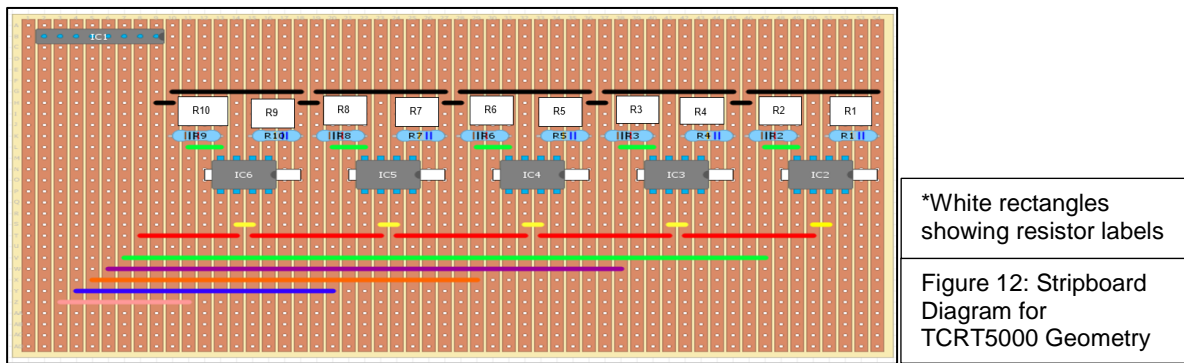 IC1
R10 R9 R8 R7 R6 R5 R3 R4 R2 R1
R9 R10 R8 R7 R6 R5 R3 R4 R2 R1
IC6 IC5 IC4 IC3 IC2
*White rectangles
showing resistor labels
Figure 12: Stripboard
Diagram for
TCRT5000 Geometry